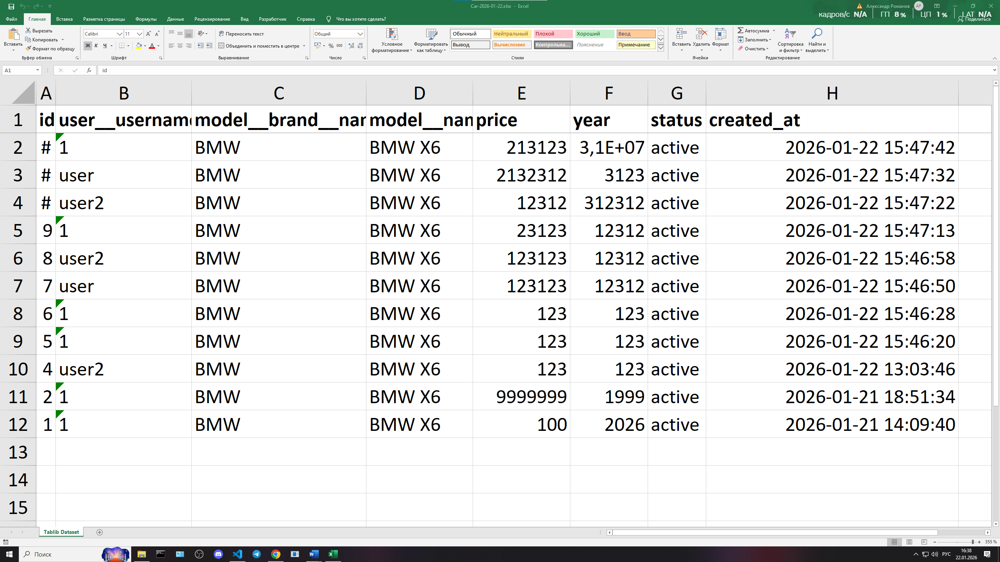 Car-2026-01-22.xlsx - Excel
Александр Романов
АР
кадров/с N/A ГП 8 % ЦП 1 % LAT N/A
Файл Главная Вставка Разметка страницы Формулы Данные Рецензирование Вид Разработчик Справка Что вы хотите сделать? Поделиться
Вставить
Вырезать
Копировать
Формат по образцу
Буфер обмена
Calibri 11
Ж К Ч
Шрифт
Переносить текст
Объединить и поместить в центре
Выравнивание
Общий
% 000
Число
Условное форматирование
Форматировать как таблицу
Обычный Нейтральный Плохой Хороший Ввод
Вывод Вычисление Контрольна... Пояснение Примечание
Стили
Вставить Удалить Формат
Ячейки
Автосумма
Заполнить
Очистить
Сортировка и фильтр
Найти и выделить
Редактирование
A1 fx id
A B C D E F G H
1 id user__username model__brand__nar model__nan price year status created_at
2 # 1 BMW BMW X6 213123 3,1E+07 active 2026-01-22 15:47:42
3 # user BMW BMW X6 2132312 3123 active 2026-01-22 15:47:32
4 # user2 BMW BMW X6 12312 312312 active 2026-01-22 15:47:22
5 9 1 BMW BMW X6 23123 12312 active 2026-01-22 15:47:13
6 8 user2 BMW BMW X6 123123 12312 active 2026-01-22 15:46:58
7 7 user BMW BMW X6 123123 12312 active 2026-01-22 15:46:50
8 6 1 BMW BMW X6 123 123 active 2026-01-22 15:46:28
9 5 1 BMW BMW X6 123 123 active 2026-01-22 15:46:20
10 4 user2 BMW BMW X6 123 123 active 2026-01-22 13:03:46
11 2 1 BMW BMW X6 9999999 1999 active 2026-01-21 18:51:34
12 1 1 BMW BMW X6 100 2026 active 2026-01-21 14:09:40
13
14
15
Tablib Dataset
355 %
Поиск
РУС
16:38
22.01.2026